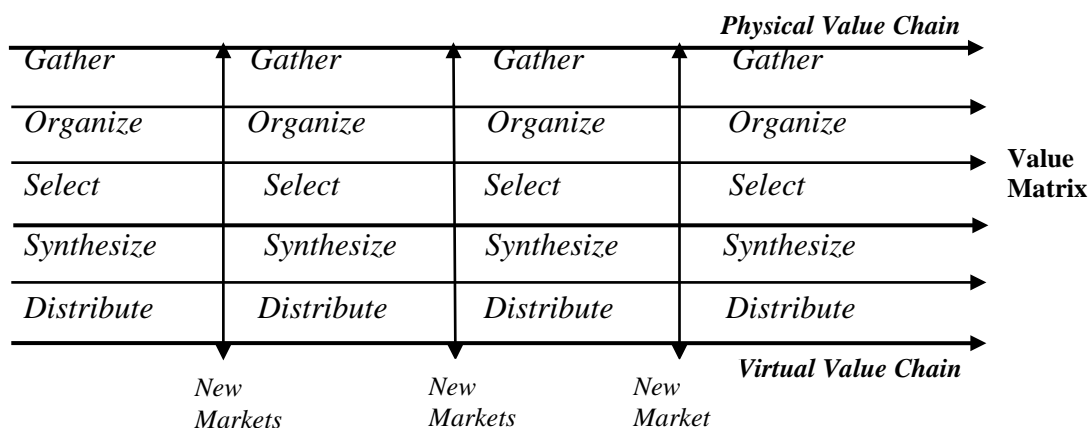 Physical Value Chain
Gather Gather Gather Gather
Organize Organize Organize Organize
Value
Matrix
Select Select Select Select
Synthesize Synthesize Synthesize Synthesize
Distribute Distribute Distribute Distribute
Virtual Value Chain
New New New
Markets Markets Market